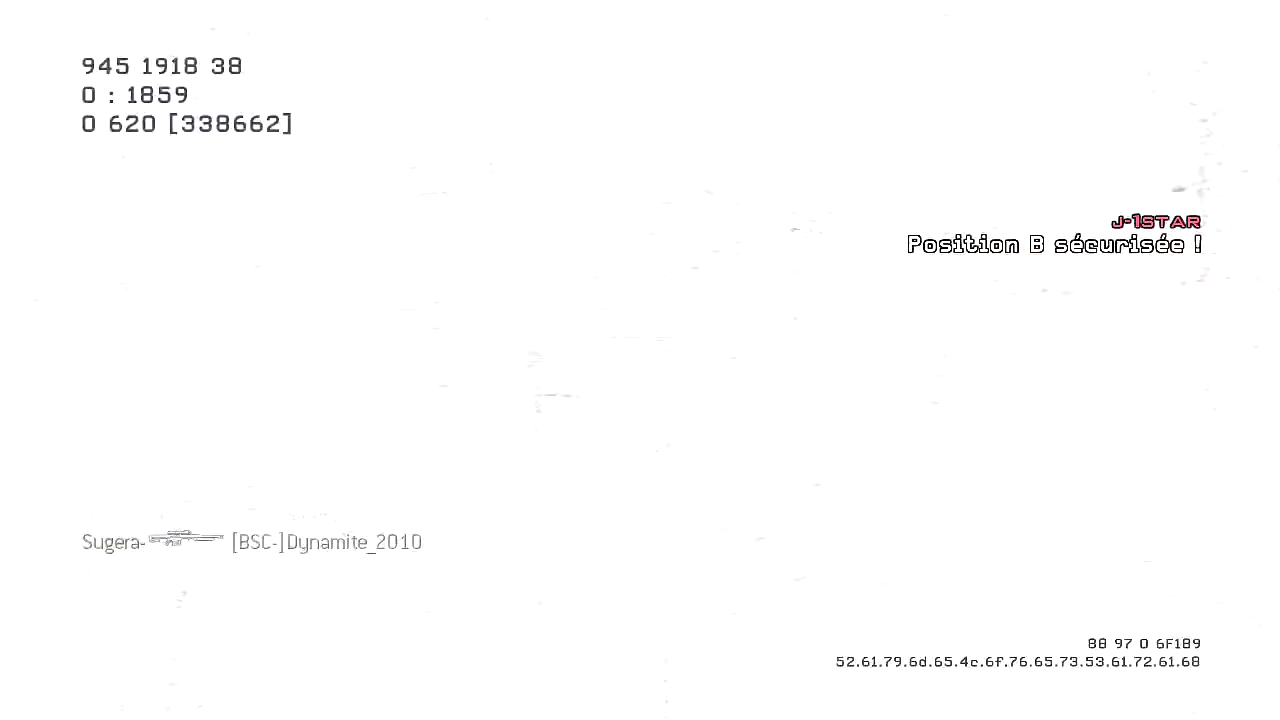 945 1918 38
0 : 1859
0 620 [338662]
J-1STAR
Position B sécurisée !
Sugera- [BSC-]Dynamite_2010
88 97 0 6F189
52.61.79.6d.65.4c.6f.76.65.73.53.61.72.61.68